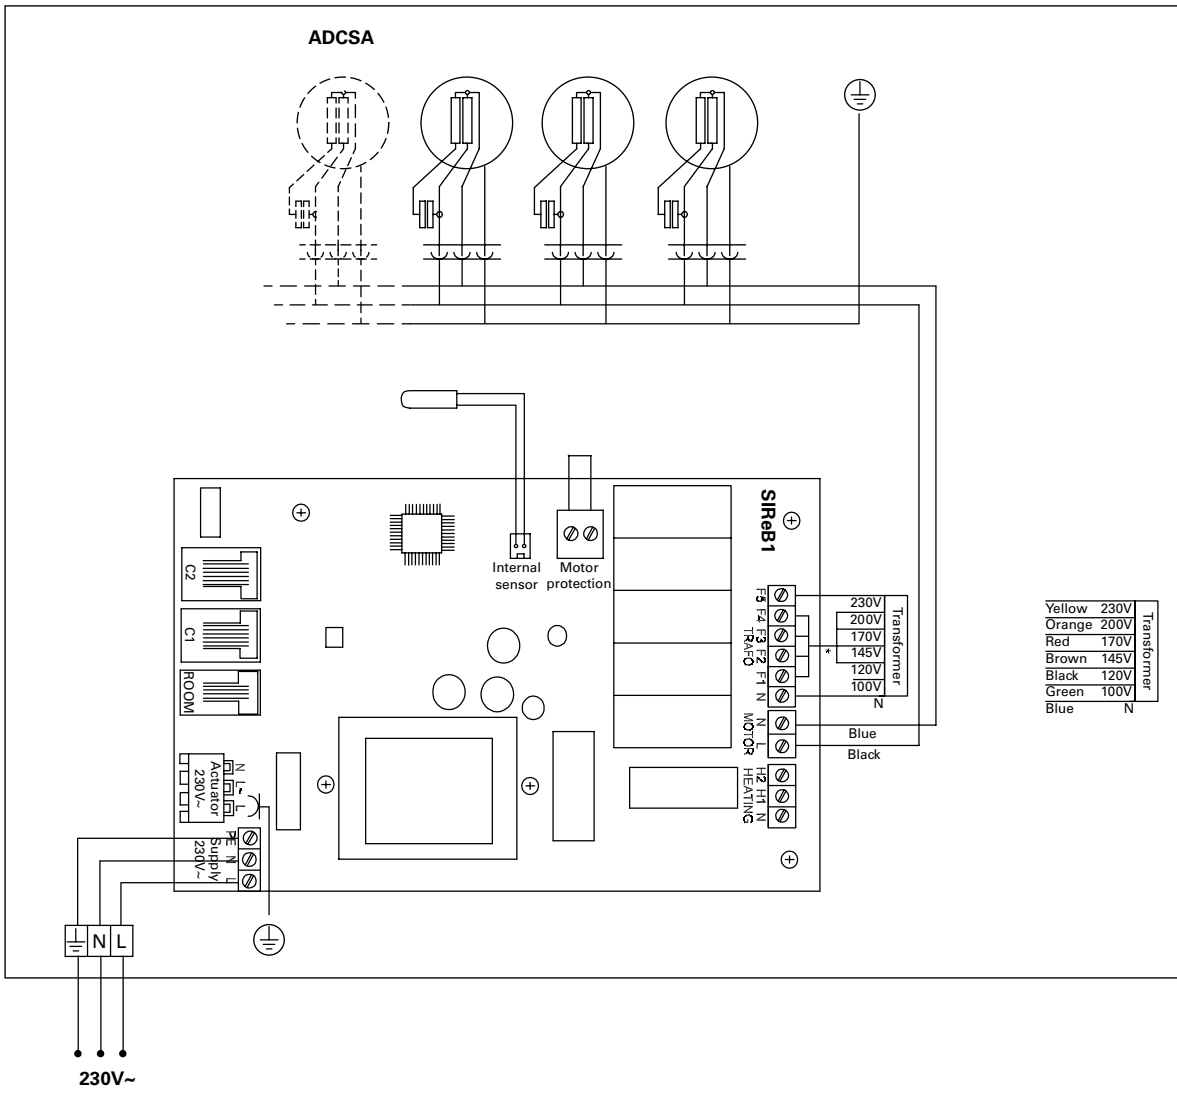 ADCSA
SIReB1
C2
C1
ROOM
Internal
sensor
Motor
protection
F5
F4
F3
F2
F1
N
TRAFO
230V
200V
170V
145V
120V
100V
N
*
Transformer
N
L
MOTOR
Blue
Black
H2
H1
N
HEATING
Yellow 230V
Orange 200V
Red 170V
Brown 145V
Black 120V
Green 100V
Blue N
Transformer
N
L~
L
Actuator
230V~
PE
N
L
Supply
230V~
N
L
230V~